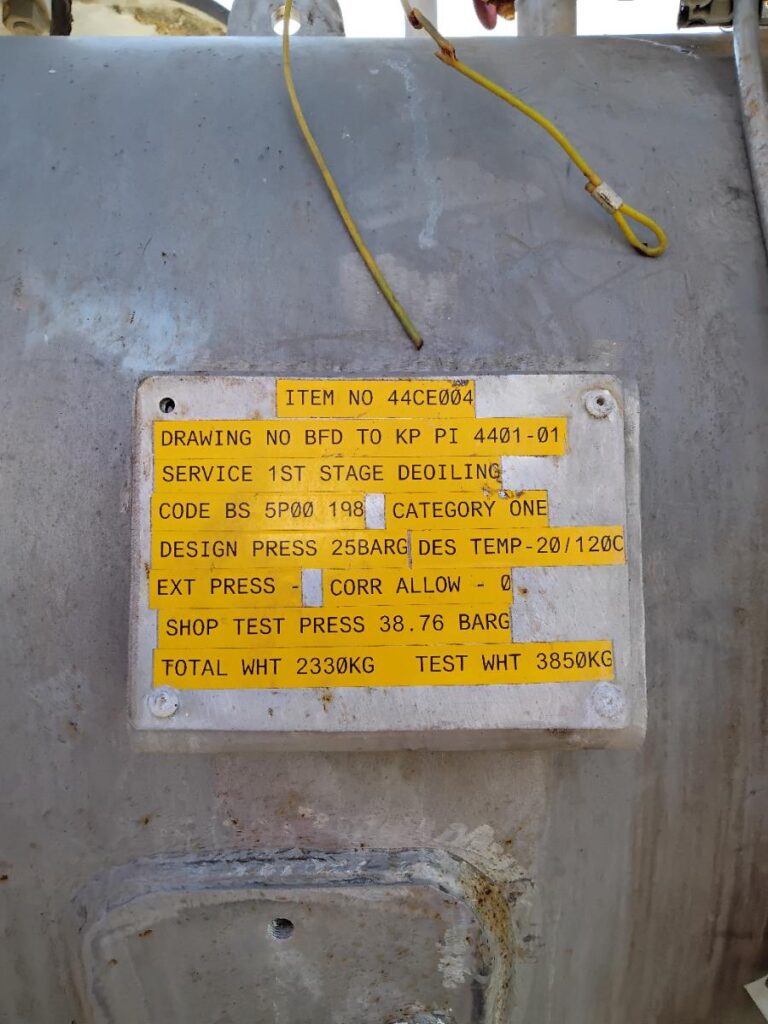 ITEM NO 44CE004
DRAWING NO BFD TO KP PI 4401-01
SERVICE 1ST STAGE DEOILING
CODE BS 5P00 198 CATEGORY ONE
DESIGN PRESS 25BARG DES TEMP-20/120C
EXT PRESS - CORR ALLOW - 0
SHOP TEST PRESS 38.76 BARG
TOTAL WHT 2330KG TEST WHT 3850KG